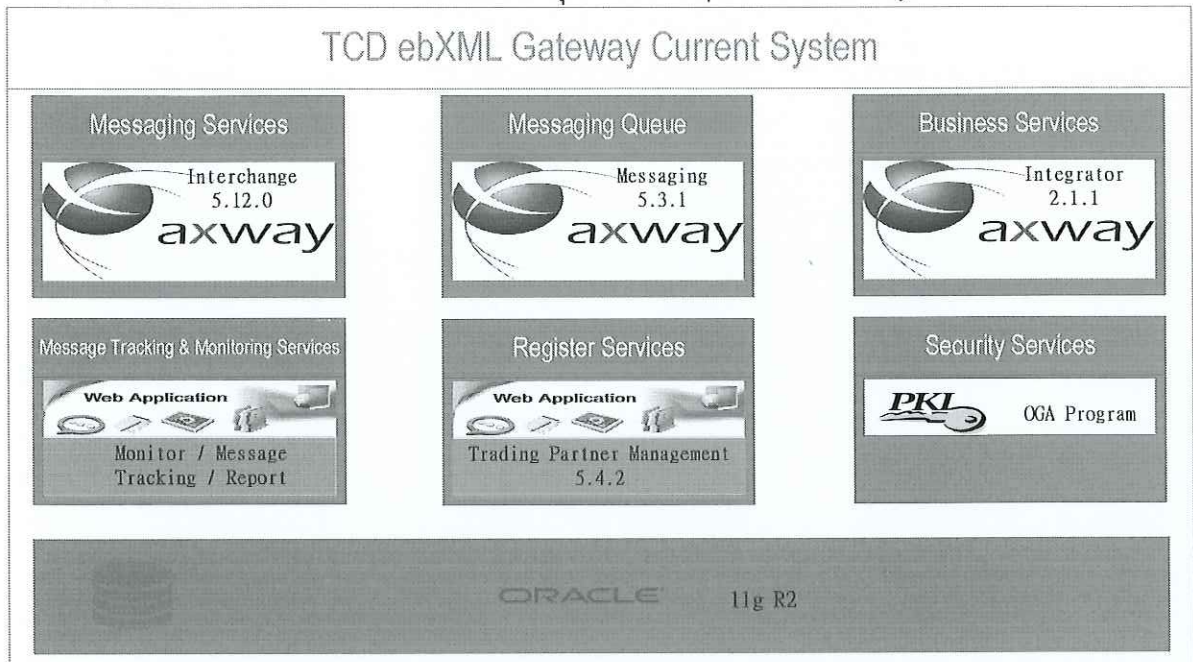 TCD ebXML Gateway Current System
Messaging Services
Interchange
5.12.0
axway
Messaging Queue
Messaging
5.3.1
axway
Business Services
Integrator
2.1.1
axway
Message Tracking & Monitoring Services
Web Application
Monitor / Message
Tracking / Report
Register Services
Web Application
Trading Partner Management
5.4.2
Security Services
PKI
OGA Program
ORACLE 11g R2